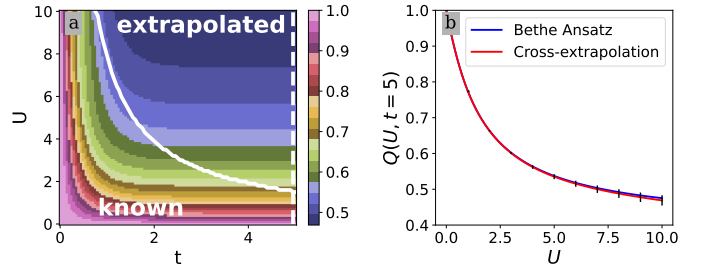 a
extrapolated
known
10
8
6
4
2
0
U
0
2
4
t
1.0
0.9
0.8
0.7
0.6
0.5
b
Bethe Ansatz
Cross-extrapolation
1.0
0.9
0.8
0.7
0.6
0.5
0.4
Q(U, t = 5)
0.0
2.5
5.0
7.5
10.0
U